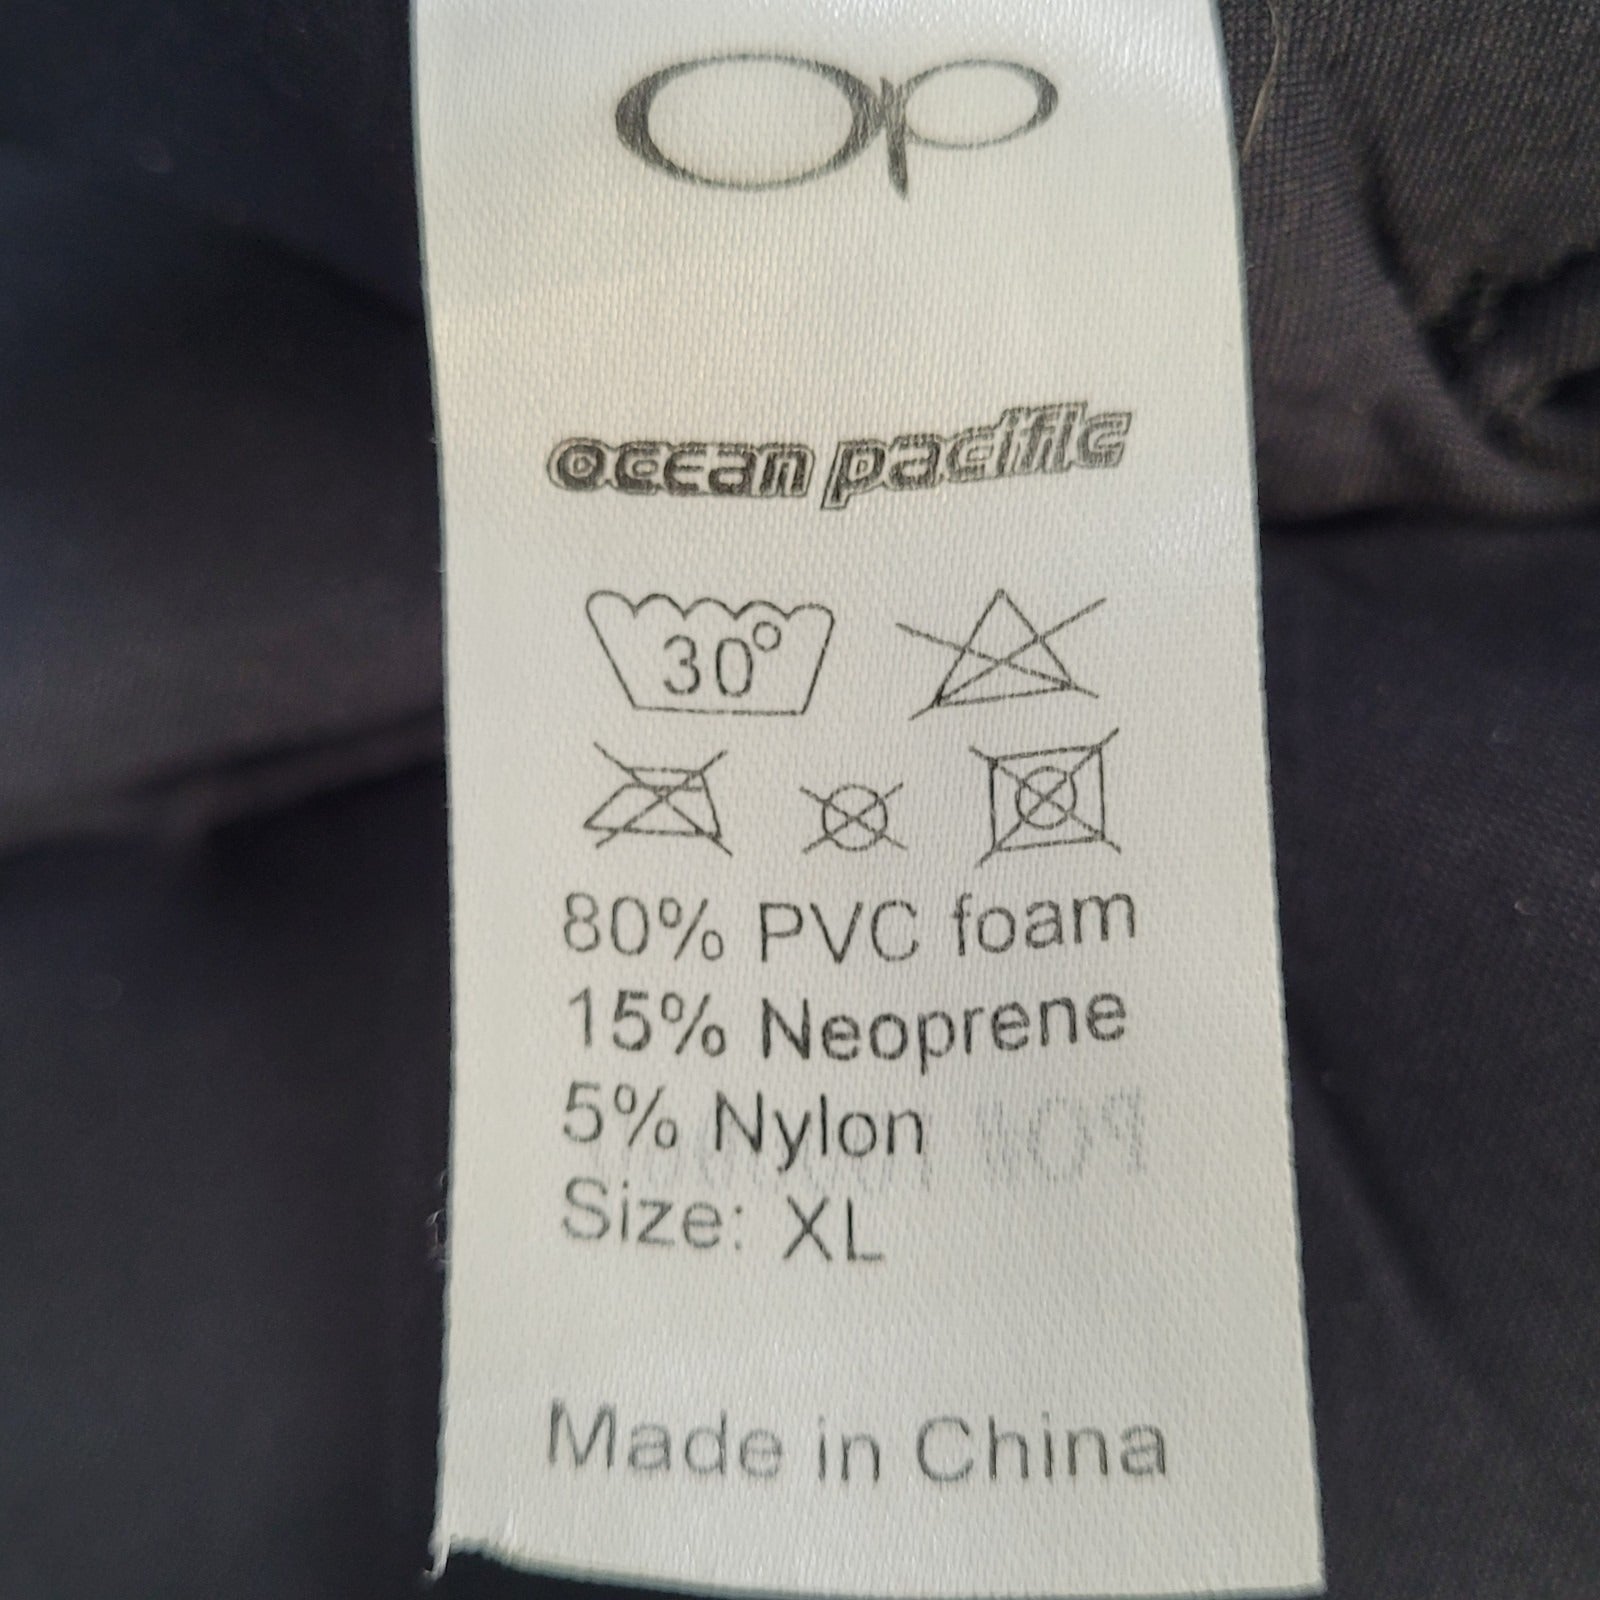 Op
ocean pacific
30°
80% PVC foam
15% Neoprene
5% Nylon
Size: XL
Made in China